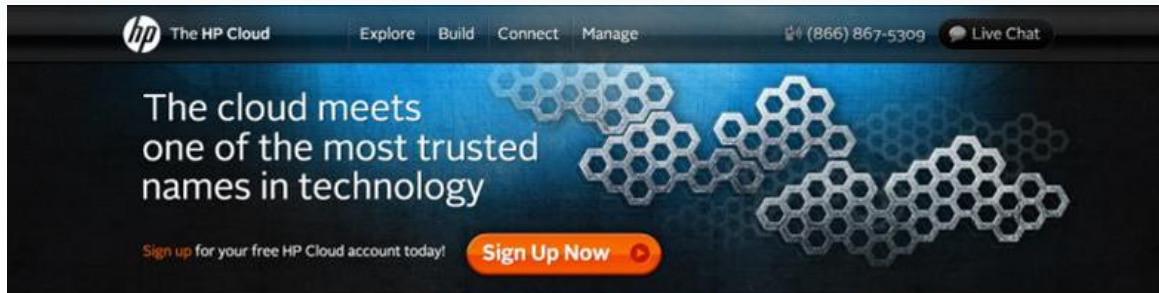 hp The HP Cloud Explore Build Connect Manage (866) 867-5309 Live Chat
The cloud meets
one of the most trusted
names in technology
Sign up for your free HP Cloud account today! Sign Up Now